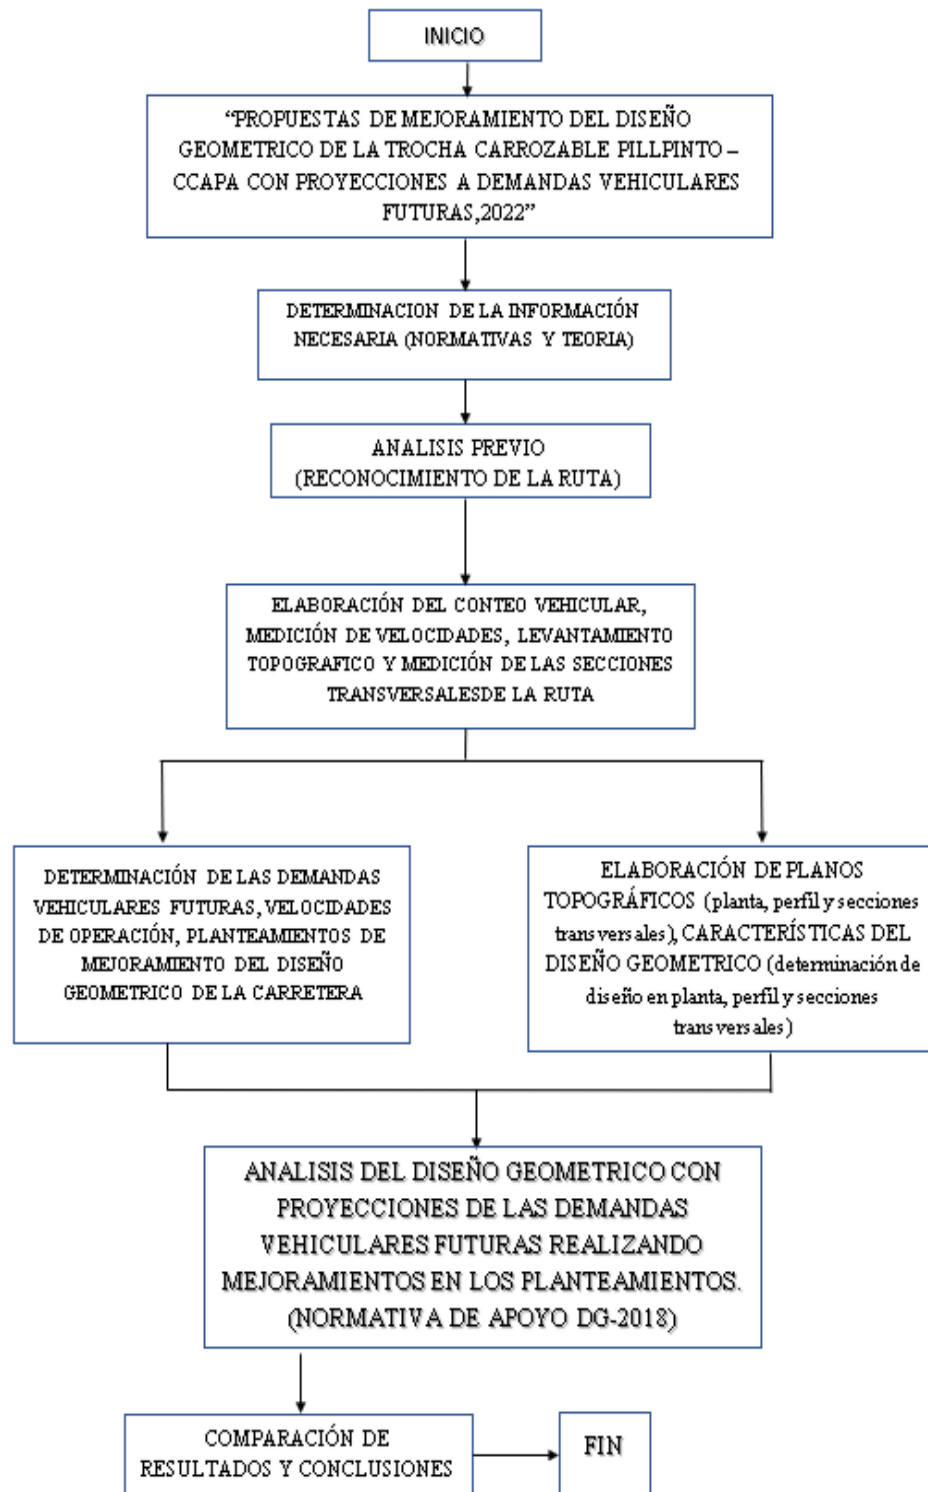 INICIO
“PROPUESTAS DE MEJORAMIENTO DEL DISEÑO
GEOMETRICO DE LA TROCHA CARROZABLE PILLPINTO –
CCAPA CON PROYECCIONES A DEMANDAS VEHICULARES
FUTURAS,2022”
DETERMINACION DE LA INFORMACIÓN
NECESARIA (NORMATIVAS Y TEORIA)
ANALISIS PREVIO
(RECONOCIMIENTO DE LA RUTA)
ELABORACIÓN DEL CONTEO VEHICULAR,
MEDICIÓN DE VELOCIDADES, LEVANTAMIENTO
TOPOGRAFICO Y MEDICIÓN DE LAS SECCIONES
TRANSVERSALESDE LA RUTA
DETERMINACIÓN DE LAS DEMANDAS
VEHICULARES FUTURAS, VELOCIDADES
DE OPERACIÓN, PLANTEAMIENTOS DE
MEJORAMIENTO DEL DISEÑO
GEOMETRICO DE LA CARRETERA
ELABORACIÓN DE PLANOS
TOPOGRÁFICOS (planta, perfil y secciones
transversales), CARACTERÍSTICAS DEL
DISEÑO GEOMETRICO (determinación de
diseño en planta, perfil y secciones
transversales)
ANALISIS DEL DISEÑO GEOMETRICO CON
PROYECCIONES DE LAS DEMANDAS
VEHICULARES FUTURAS REALIZANDO
MEJORAMIENTOS EN LOS PLANTEAMIENTOS.
(NORMATIVA DE APOYO DG-2018)
COMPARACIÓN DE
RESULTADOS Y CONCLUSIONES
FIN